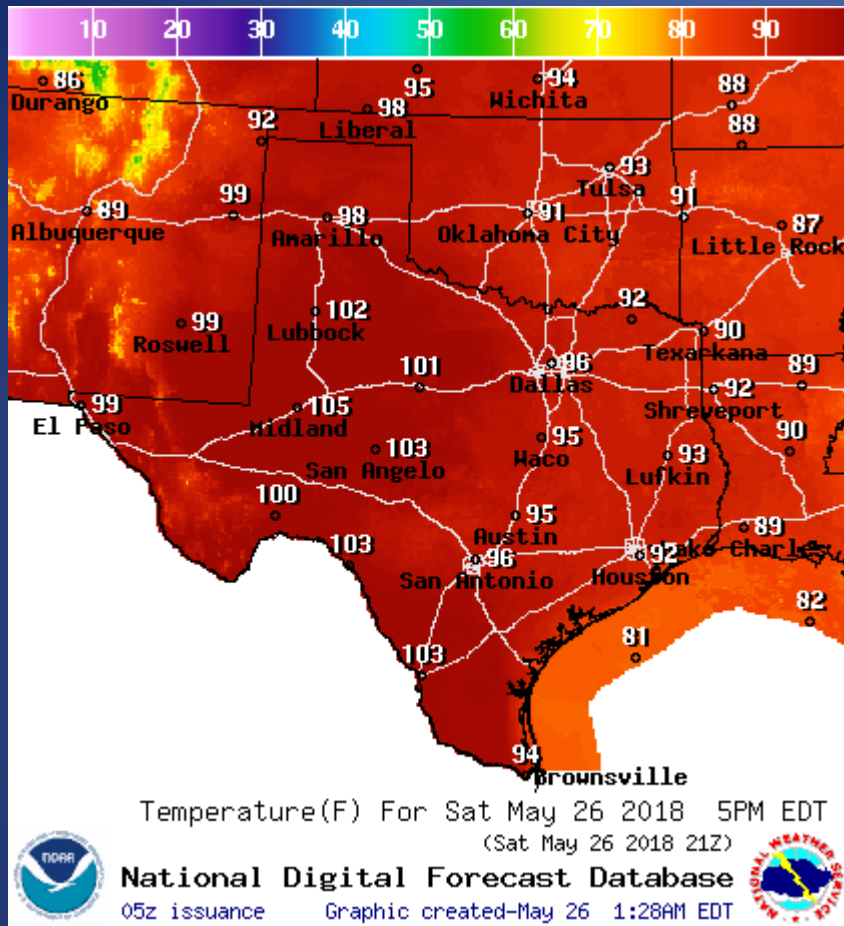 10 20 30 40 50 60 70 80 90
86 95 94
Durango Wichita
98 88
Liberal
92 88
93
Tulsa
89 99 98 91 91 87
Albuquerque Amarillo Oklahoma City Little Rock
102 92
99 Lubbock 90
Roswell Texarkana
101 96 89
Dallas 92
99 105 Shreveport
El Paso Midland
103 95 93 90
San Angelo Waco Lufkin
100 95 89
Austin
103 96 92 Lake Charles
San Antonio Houston
82
81
103
94
Brownsville
Temperature(F) For Sat May 26 2018 5PM EDT
(Sat May 26 2018 21Z)
National Digital Forecast Database
05z issuance Graphic created-May 26 1:28AM EDT
noaa
NATIONAL WEATHER SERVICE